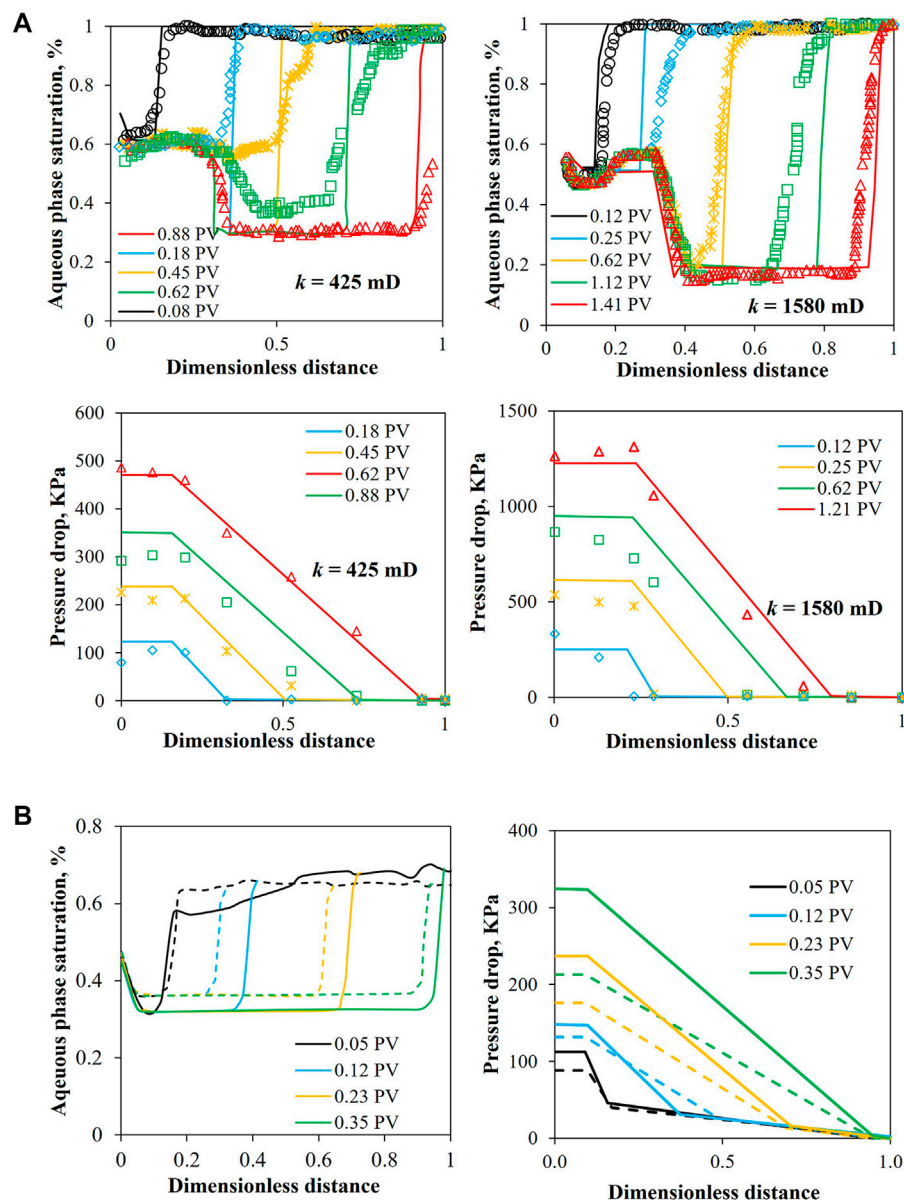 A
Aqueous phase saturation, %
1
0.8
0.6
0.4
0.2
0
0.88 PV
0.18 PV
0.45 PV
0.62 PV
0.08 PV
k = 425 mD
0
0.5
1
Dimensionless distance
Aqueous phase saturation, %
1
0.8
0.6
0.4
0.2
0
0.12 PV
0.25 PV
0.62 PV
1.12 PV
1.41 PV
k = 1580 mD
0
0.2
0.4
0.6
0.8
1
Dimensionless distance
Pressure drop, KPa
600
500
400
300
200
100
0
0.18 PV
0.45 PV
0.62 PV
0.88 PV
k = 425 mD
0
0.5
1
Dimensionless distance
Pressure drop, KPa
1500
1000
500
0
0.12 PV
0.25 PV
0.62 PV
1.21 PV
k = 1580 mD
0
0.5
1
Dimensionless distance
B
Aqeuous phase saturation, %
0.8
0.6
0.4
0.2
0
0.05 PV
0.12 PV
0.23 PV
0.35 PV
0
0.2
0.4
0.6
0.8
1
Dimensionless distance
Pressure drop, KPa
400
300
200
100
0
0.05 PV
0.12 PV
0.23 PV
0.35 PV
0.0
0.5
1.0
Dimensionless distance